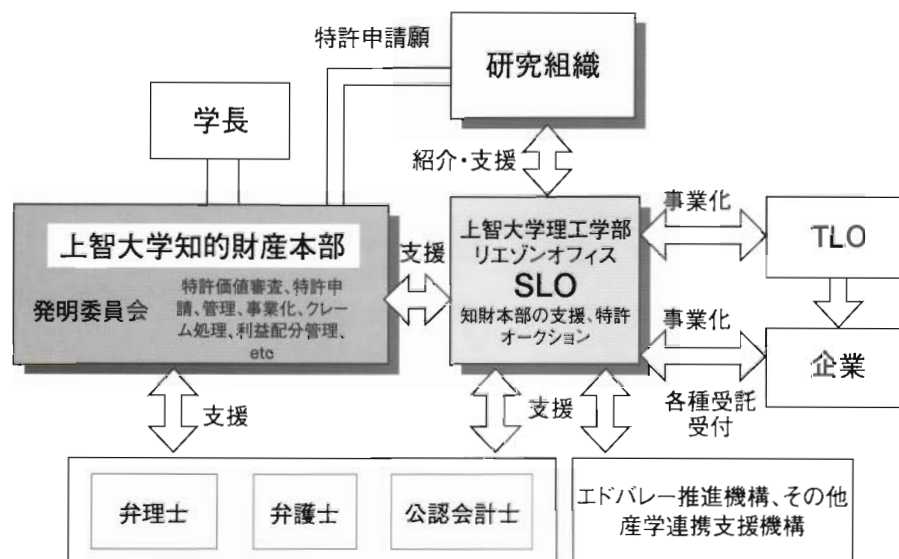 特許申請願
研究組織
学長
紹介・支援
上智大学知的財産本部
発明委員会
特許価値審査、特許申
請、管理、事業化、クレー
ム処理、利益配分管理、
etc
支援
上智大学理工学部
リエゾンオフィス
SLO
知財本部の支援、特許
オークション
事業化
TLO
事業化
企業
各種受託
受付
支援
支援
弁理士
弁護士
公認会計士
エドバレー推進機構、その他
産学連携支援機構